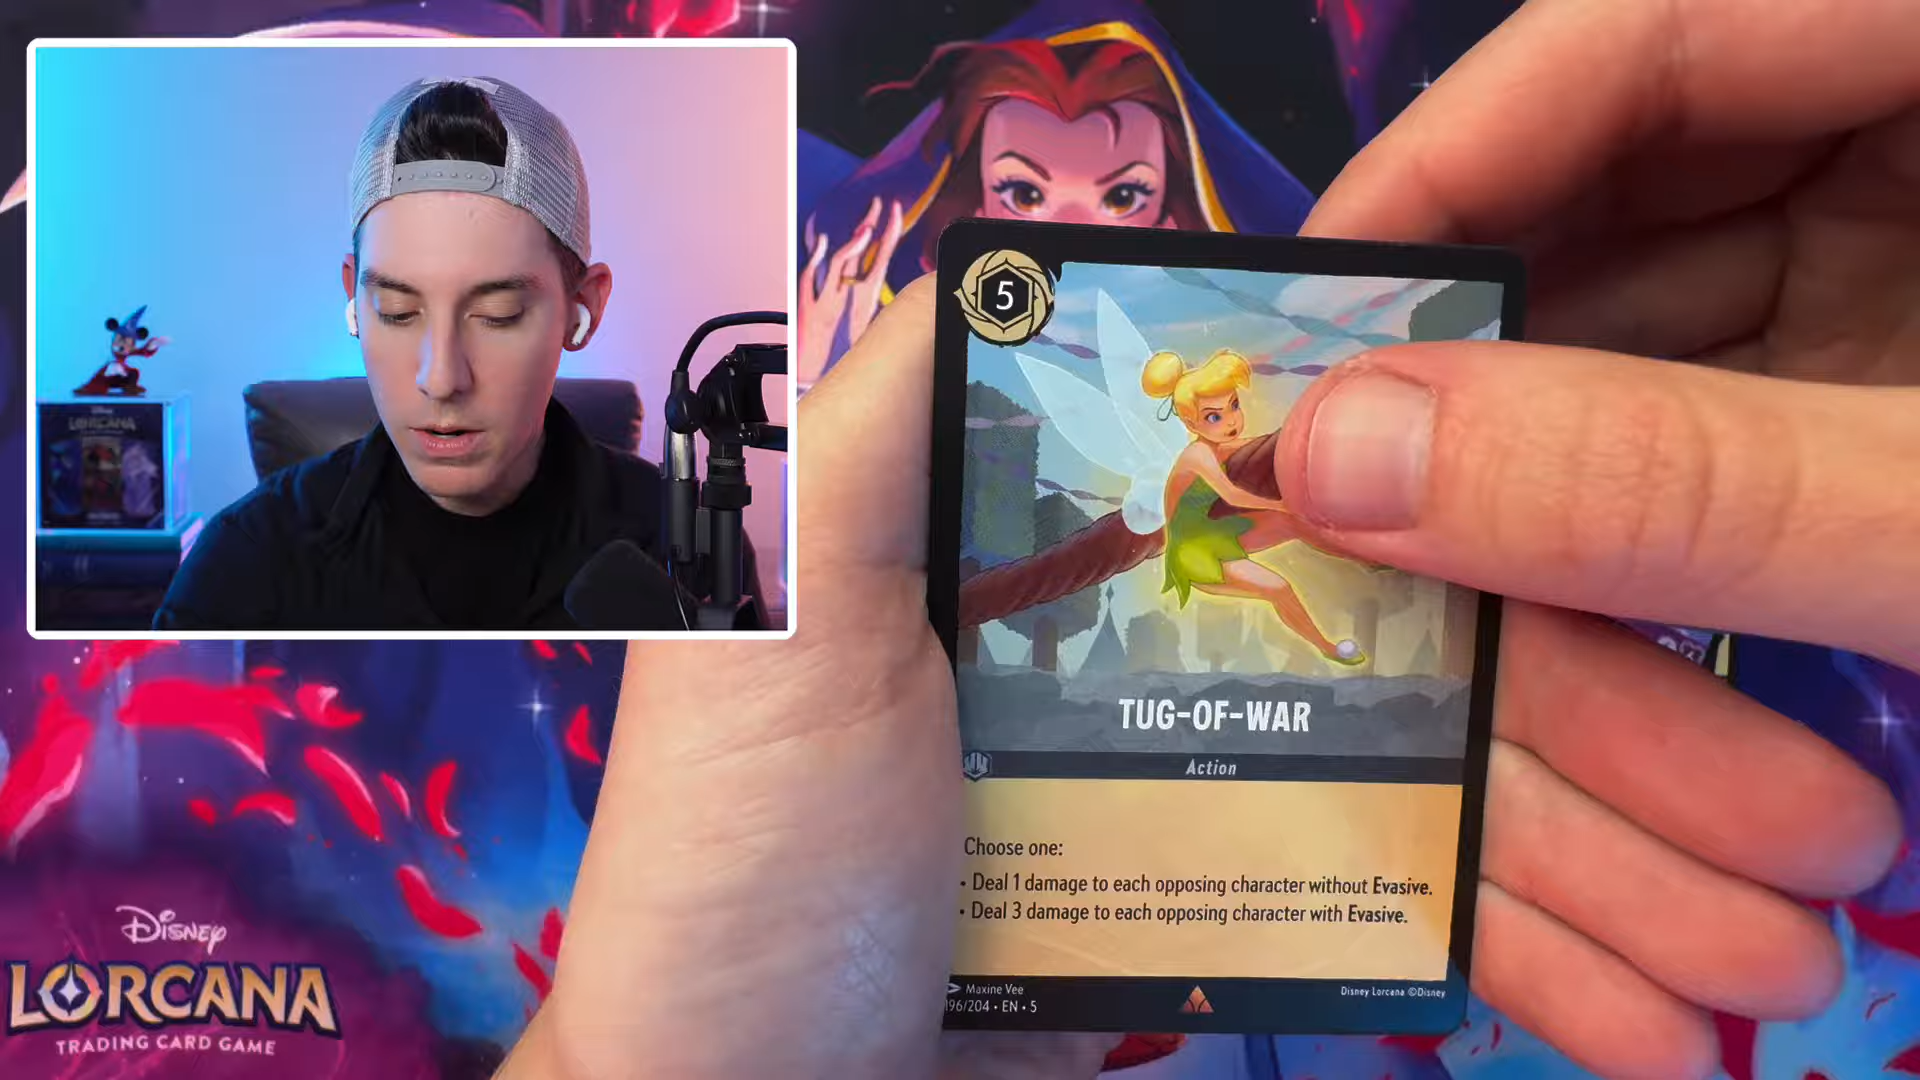 LORCANA
5
TUG-OF-WAR
Action
Choose one:
• Deal 1 damage to each opposing character without Evasive.
• Deal 3 damage to each opposing character with Evasive.
Maxine Vee
196/204 • EN • 5
Disney Lorcana ©Disney
Disney
LORCANA
TRADING CARD GAME